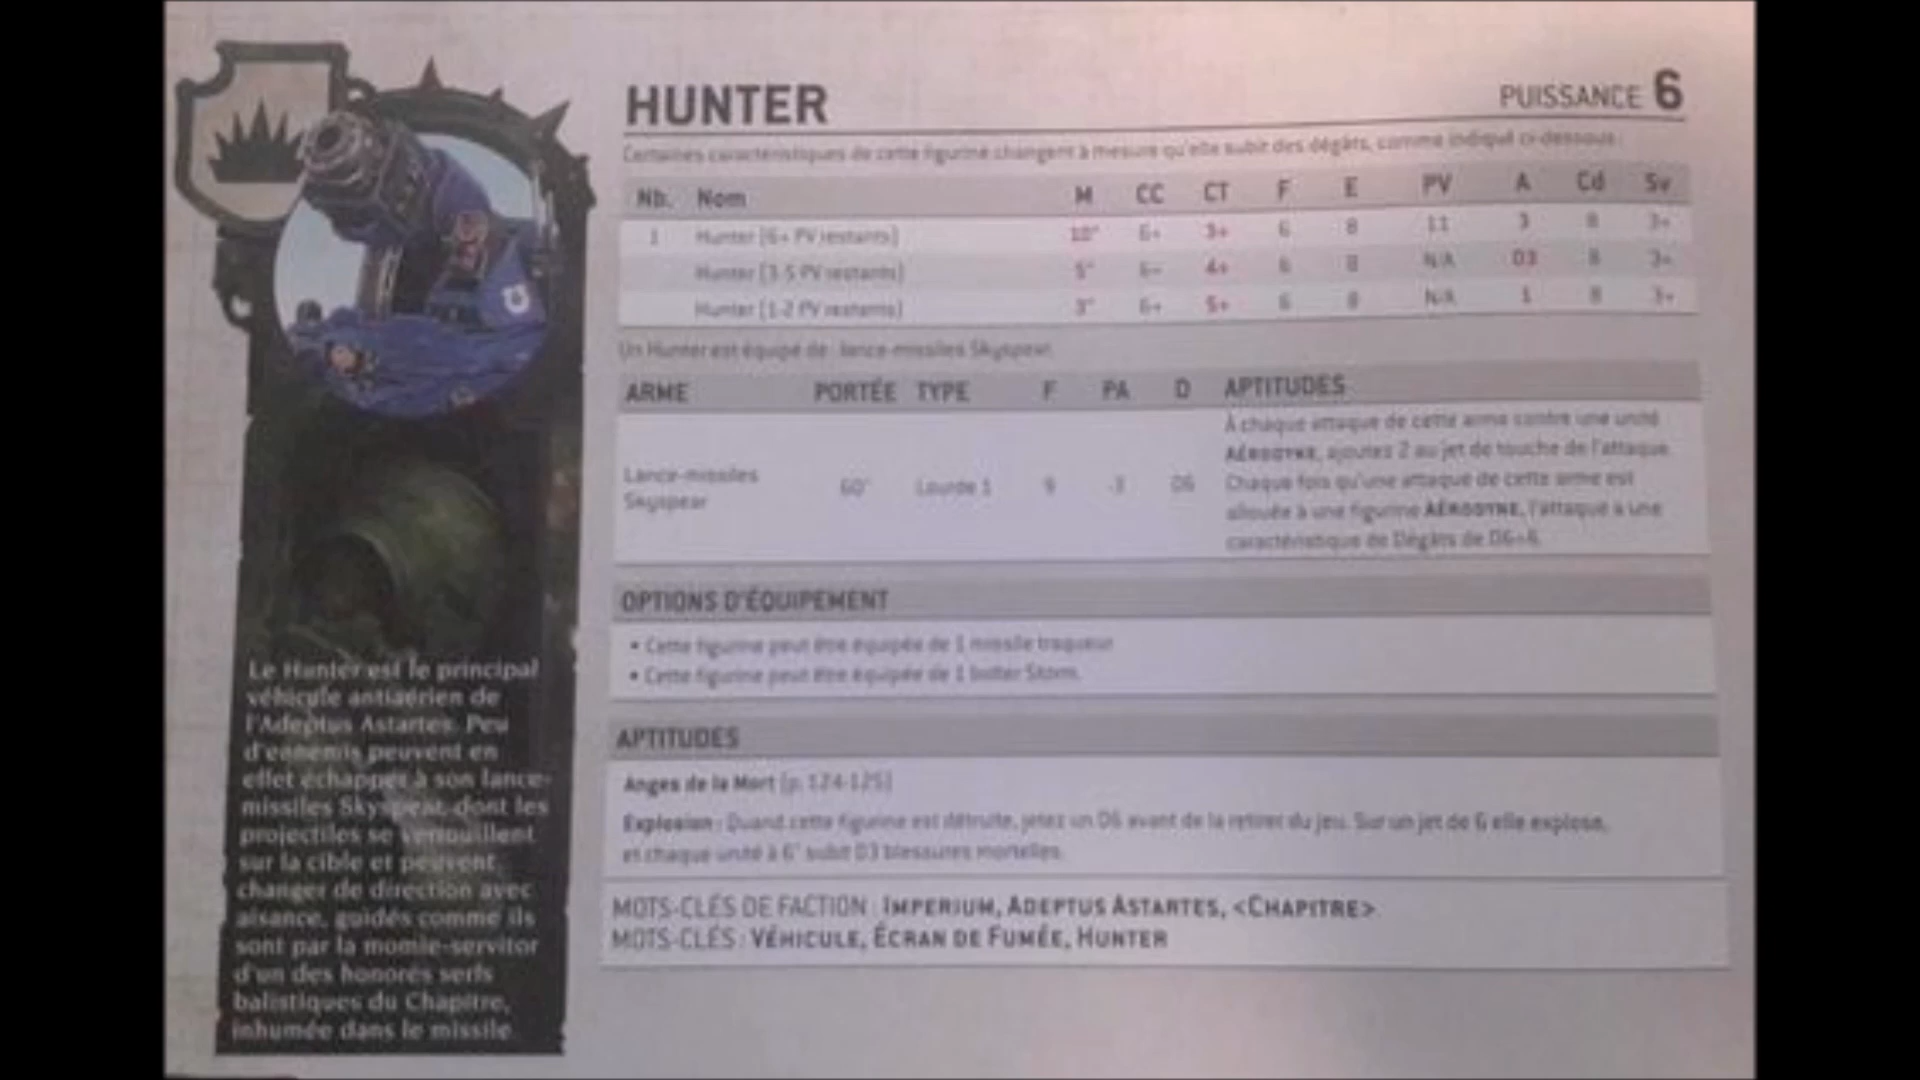 HUNTER
PUISSANCE 6
Certaines caractéristiques de cette figurine changent à mesure qu'elle subit des dégâts, comme indiqué ci-dessous :
Nb. Nom M CC CT F E PV A Cd Sv
1 Hunter (6+ PV restants) 10" 6+ 3+ 6 8 11 3 8 3+
Hunter (3-5 PV restants) 5" 6+ 4+ 6 8 N/A D3 8 3+
Hunter (1-2 PV restants) 3" 6+ 5+ 6 8 N/A 1 8 3+
Un Hunter est équipé de : lance-missiles Skyspear.
ARME PORTÉE TYPE F PA D APTITUDES
Lance-missiles
Skyspear
60" Lourde 1 9 -3 D6
À chaque attaque de cette arme contre une unité
AÉRODYNE, ajoutez 2 au jet de touche de l'attaque.
Chaque fois qu'une attaque de cette arme est
allouée à une figurine AÉRODYNE, l'attaque a une
caractéristique de Dégâts de
OPTIONS D'ÉQUIPEMENT
• Cette figurine peut être équipée de 1 missile traqueur.
• Cette figurine peut être équipée de 1 bolter Storm.
APTITUDES
Anges de la Mort (p. 124-125)
Explosion : Quand cette figurine est détruite, jetez un D6 avant de la retirer du jeu. Sur un jet de 6 elle explose,
et chaque unité à 6" subit D3 blessures mortelles.
MOTS-CLÉS DE FACTION : IMPERIUM, ADEPTUS ASTARTES, <CHAPITRE>
MOTS-CLÉS : VÉHICULE, ÉCRAN DE FUMÉE, HUNTER
Le Hunter est le principal
véhicule antiaérien de
l'Adeptus Astartes. Peu
d'ennemis peuvent en
effet échapper à son lance-
missiles Skyspear, dont les
projectiles se verrouillent
sur la cible et peuvent
changer de direction avec
aisance, guidés comme ils
sont par la momie-servitor
d'un des honorés serfs
balistiques du Chapitre,
inhumée dans le missile.